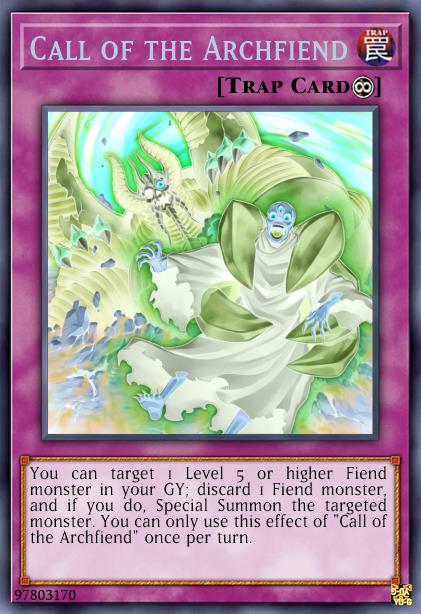 CALL OF THE ARCHFIEND
TRAP
罠
[TRAP CARD]
You can target 1 Level 5 or higher Fiend
monster in your GY; discard 1 Fiend monster,
and if you do, Special Summon the targeted
monster. You can only use this effect of "Call of
the Archfiend" once per turn.
97803170